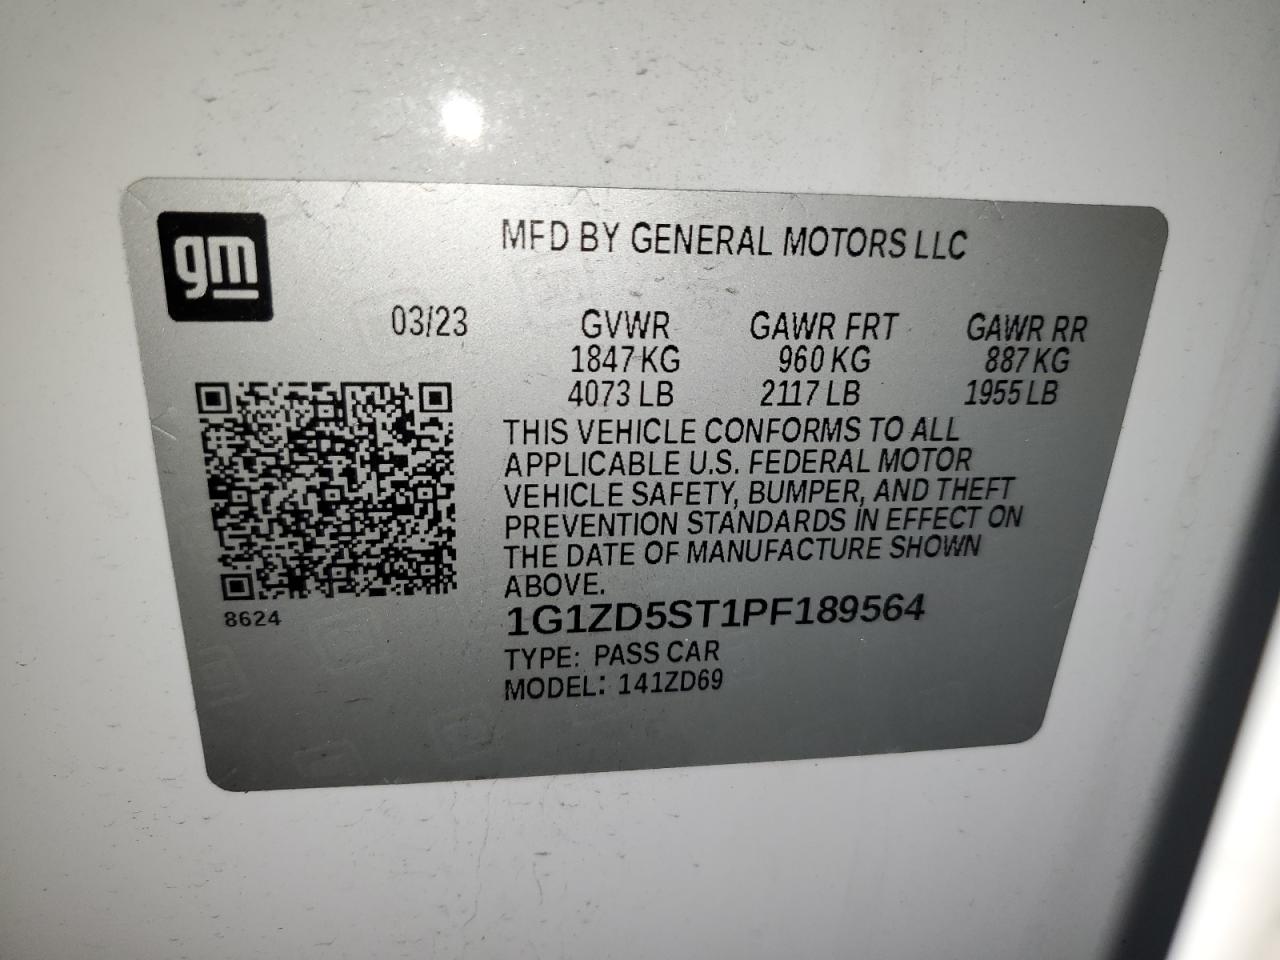 gm
MFD BY GENERAL MOTORS LLC
03/23
GVWR GAWR FRT GAWR RR
1847 KG 960 KG 887 KG
4073 LB 2117 LB 1955 LB
THIS VEHICLE CONFORMS TO ALL
APPLICABLE U.S. FEDERAL MOTOR
VEHICLE SAFETY, BUMPER, AND THEFT
PREVENTION STANDARDS IN EFFECT ON
THE DATE OF MANUFACTURE SHOWN
ABOVE.
8624
1G1ZD5ST1PF189564
TYPE: PASS CAR
MODEL: 141ZD69